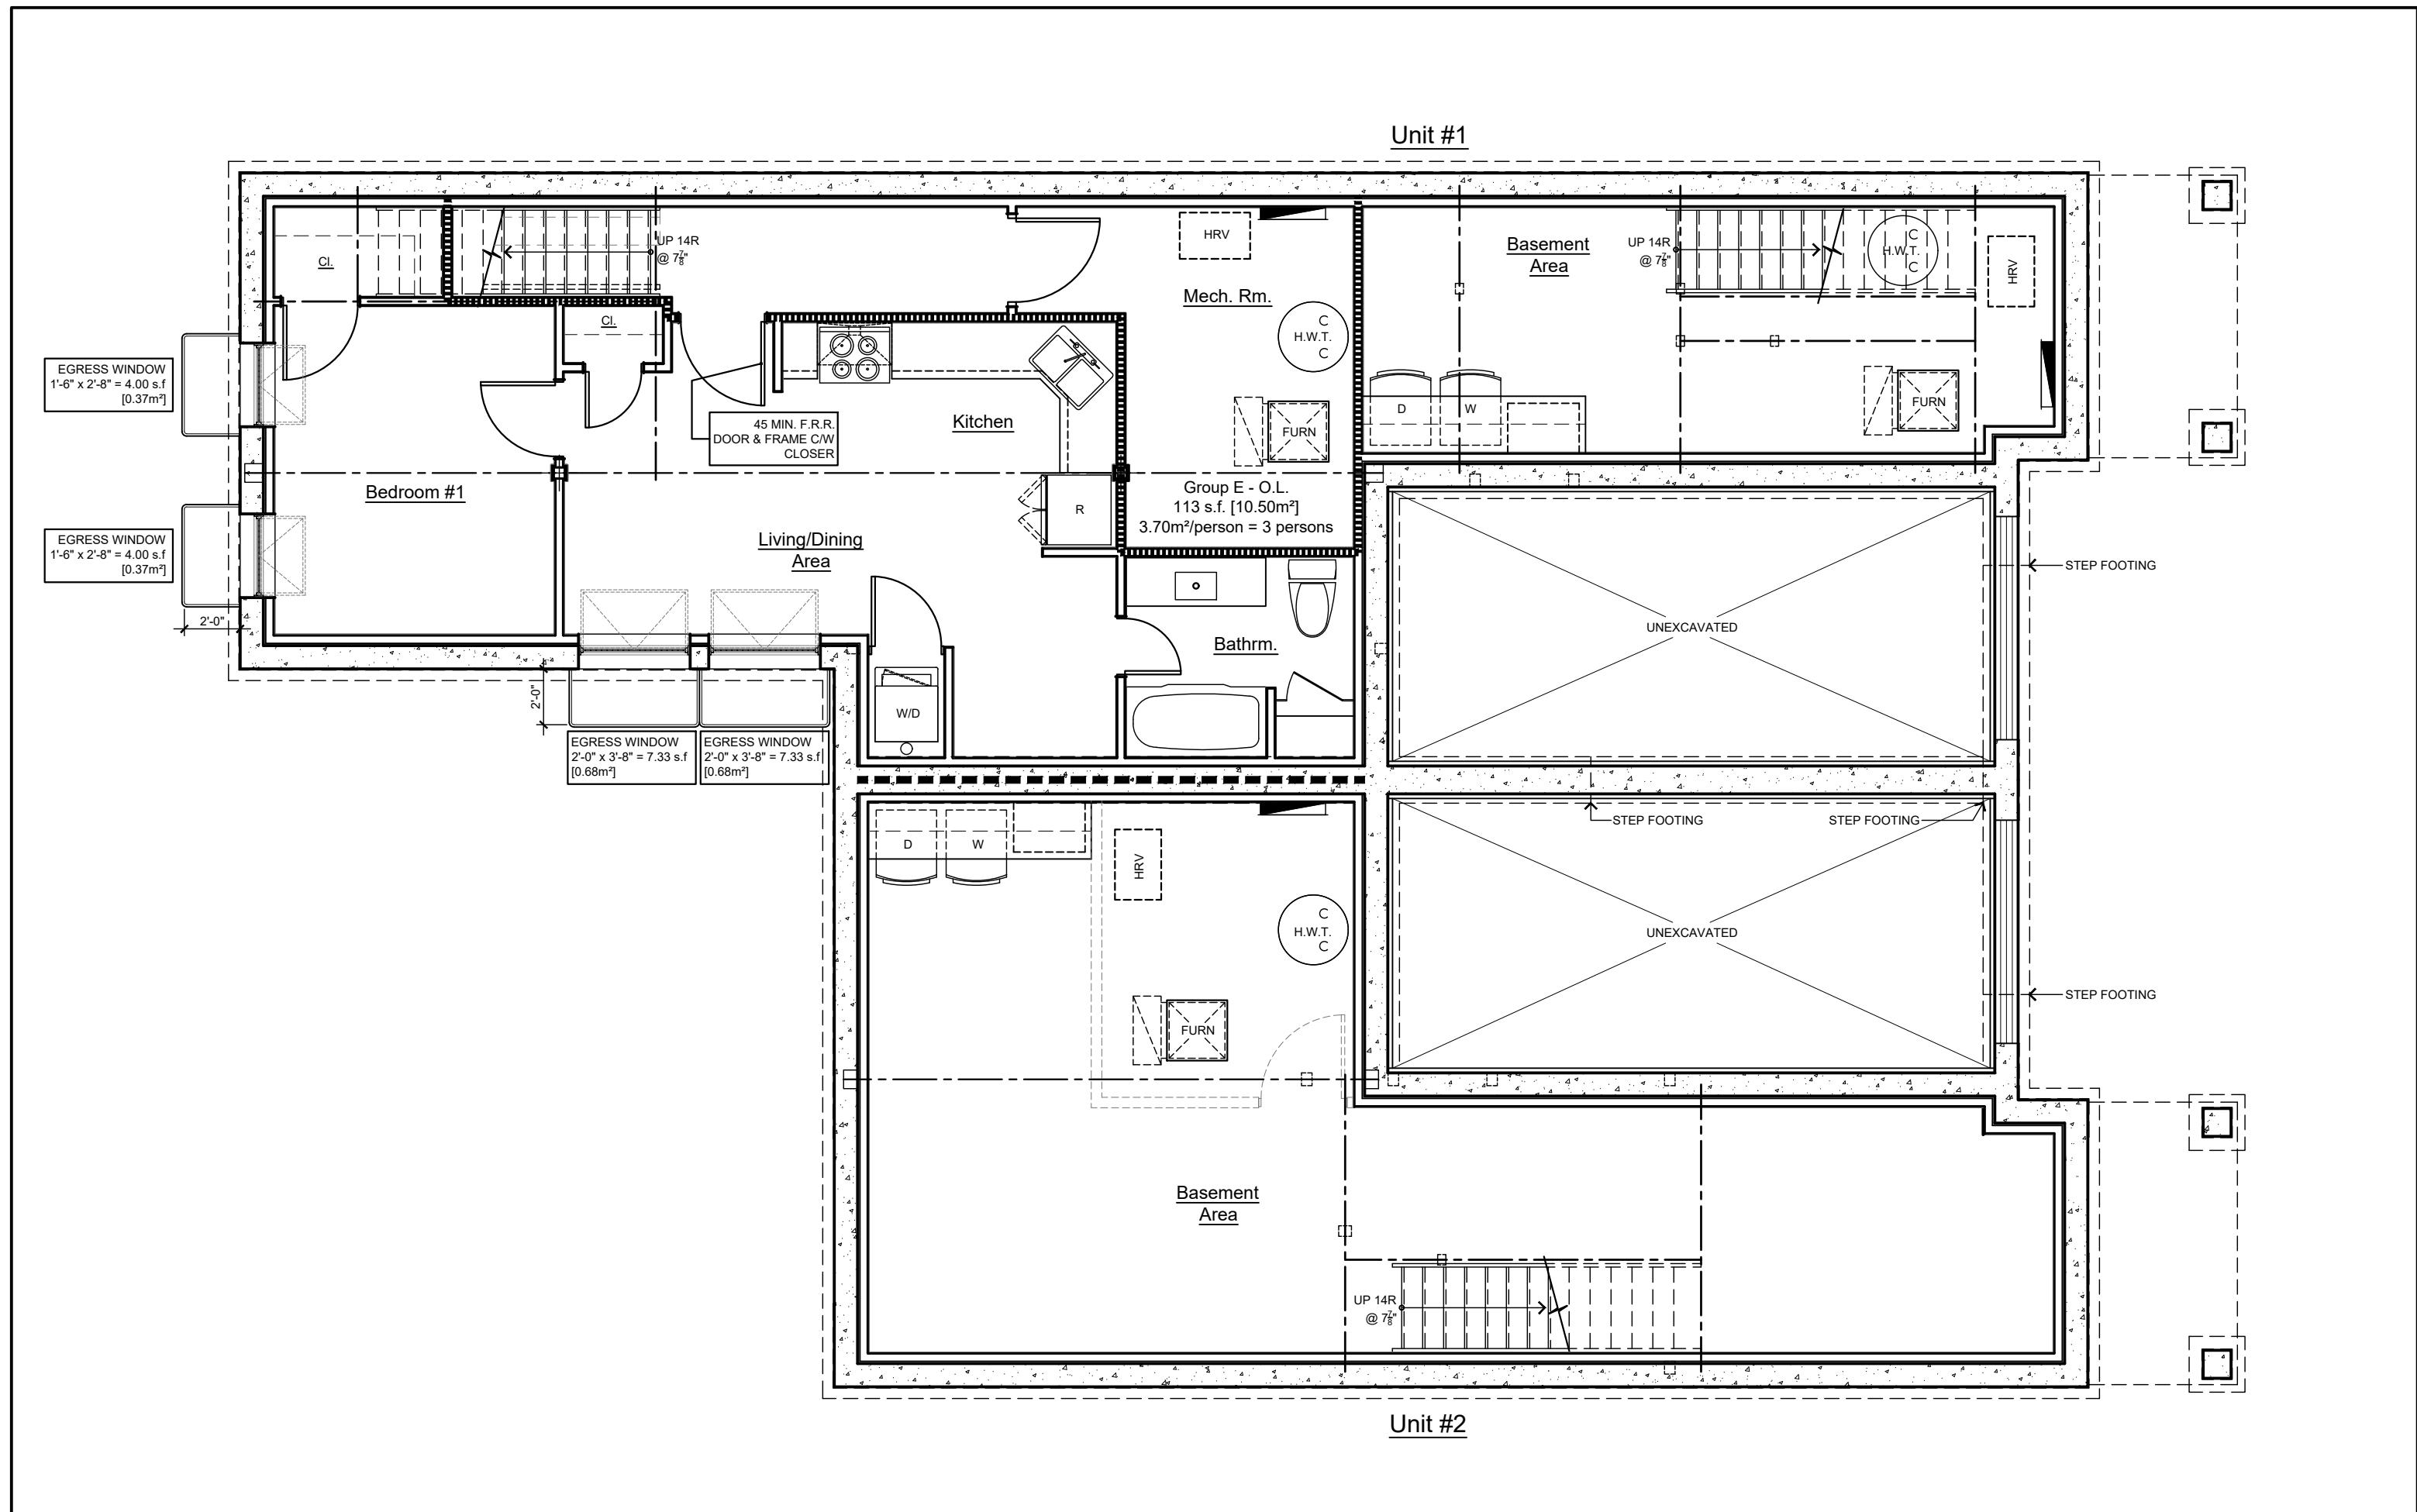 Unit #1
Cl.
UP 14R
@ 7⅞"
HRV
Mech. Rm.
C
H.W.T.
C
FURN
Basement
Area
UP 14R
@ 7⅞"
C
H.W.T.
C
HRV
D
W
FURN
EGRESS WINDOW
1'-6" x 2'-8" = 4.00 s.f
[0.37m²]
Cl.
45 MIN. F.R.R.
DOOR & FRAME C/W
CLOSER
Kitchen
Bedroom #1
Group E - O.L.
113 s.f. [10.50m²]
3.70m²/person = 3 persons
R
EGRESS WINDOW
1'-6" x 2'-8" = 4.00 s.f
[0.37m²]
Living/Dining
Area
STEP FOOTING
2'-0"
UNEXCAVATED
Bathrm.
2'-0"
W/D
EGRESS WINDOW
2'-0" x 3'-8" = 7.33 s.f
[0.68m²]
EGRESS WINDOW
2'-0" x 3'-8" = 7.33 s.f
[0.68m²]
STEP FOOTING
STEP FOOTING
D
W
HRV
C
H.W.T.
C
UNEXCAVATED
STEP FOOTING
FURN
Basement
Area
UP 14R
@ 7⅞"
Unit #2